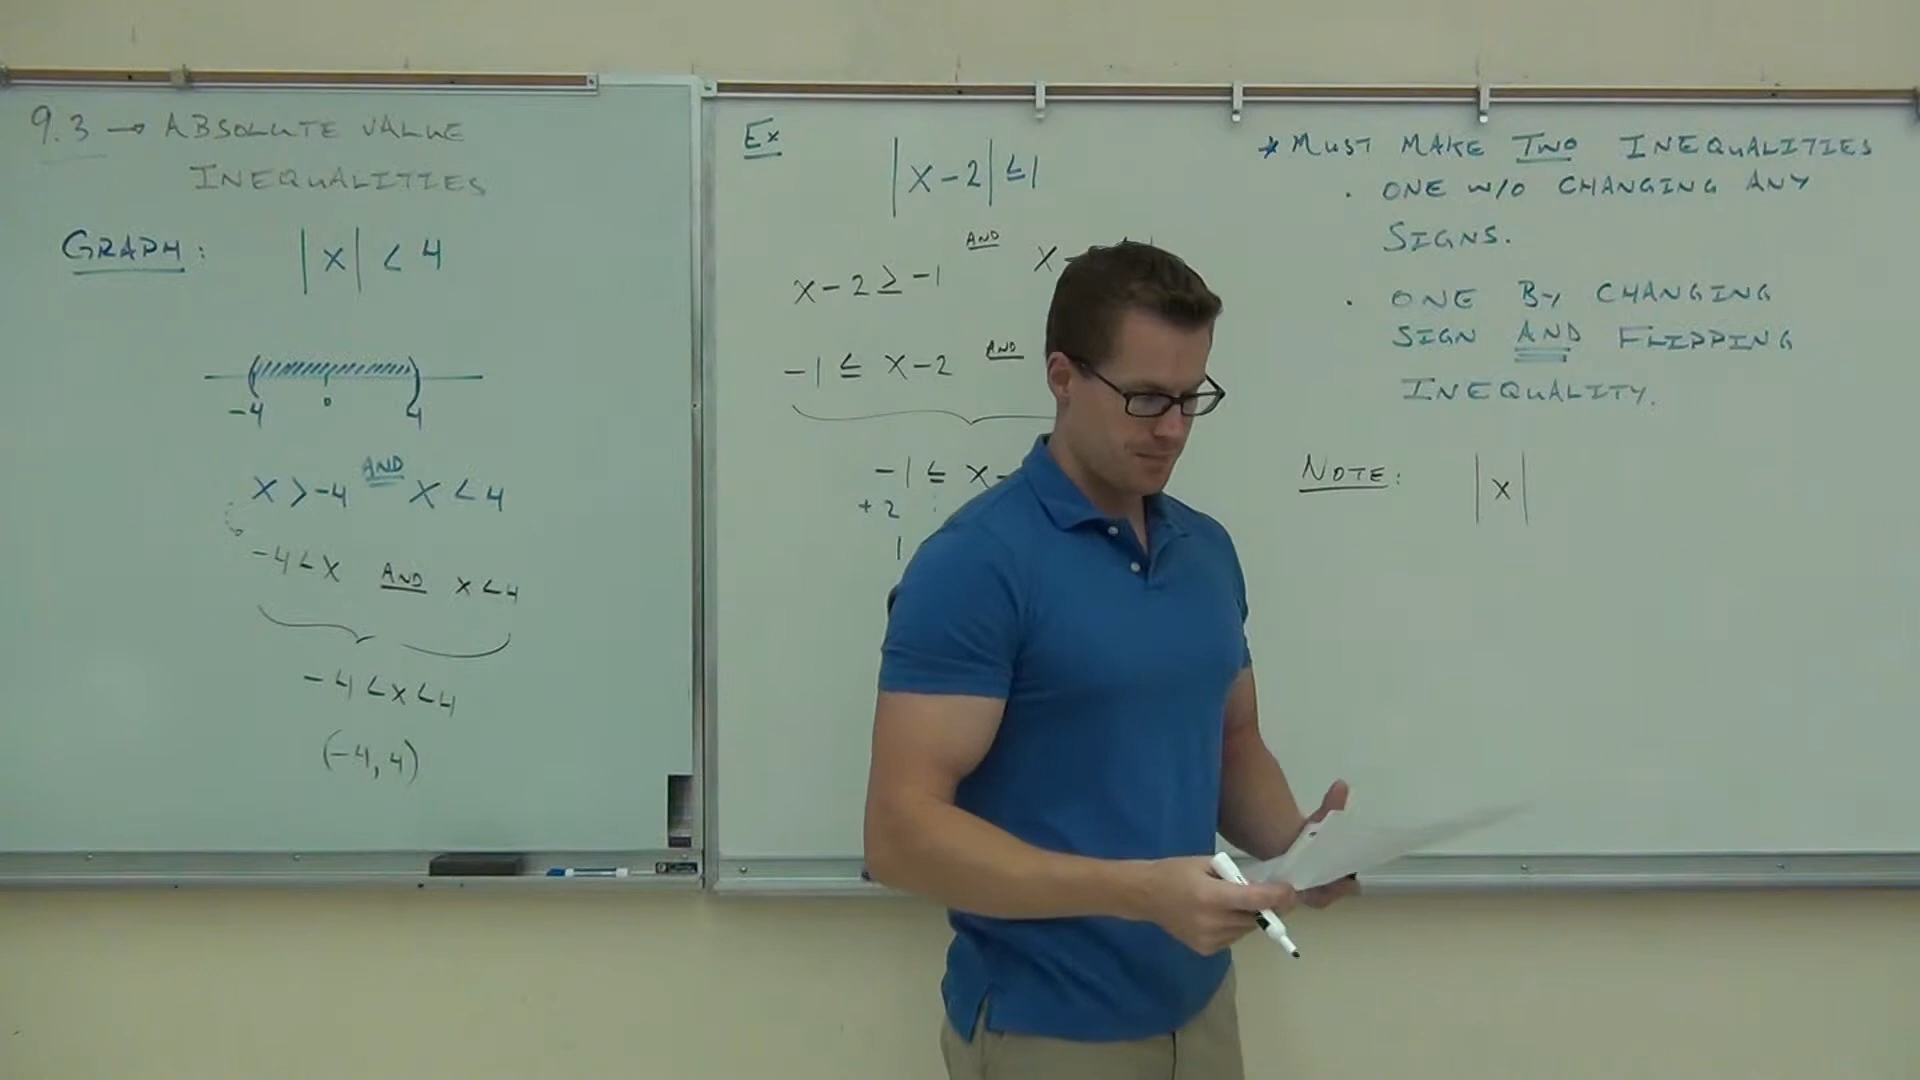 9.3 → ABSOLUTE VALUE
INEQUALITIES
GRAPH: |x| < 4
-4 0 4
x > -4 AND x < 4
-4 < x AND x < 4
-4 < x < 4
(-4, 4)
Ex
|x-2| ≤ 1
AND
x-2 ≥ -1 x-
-1 ≤ x-2 AND
-1 ≤ x-
+2
1
* MUST MAKE TWO INEQUALITIES
· ONE W/O CHANGING ANY
SIGNS.
· ONE BY CHANGING
SIGN AND FLIPPING
INEQUALITY.
NOTE: |x|